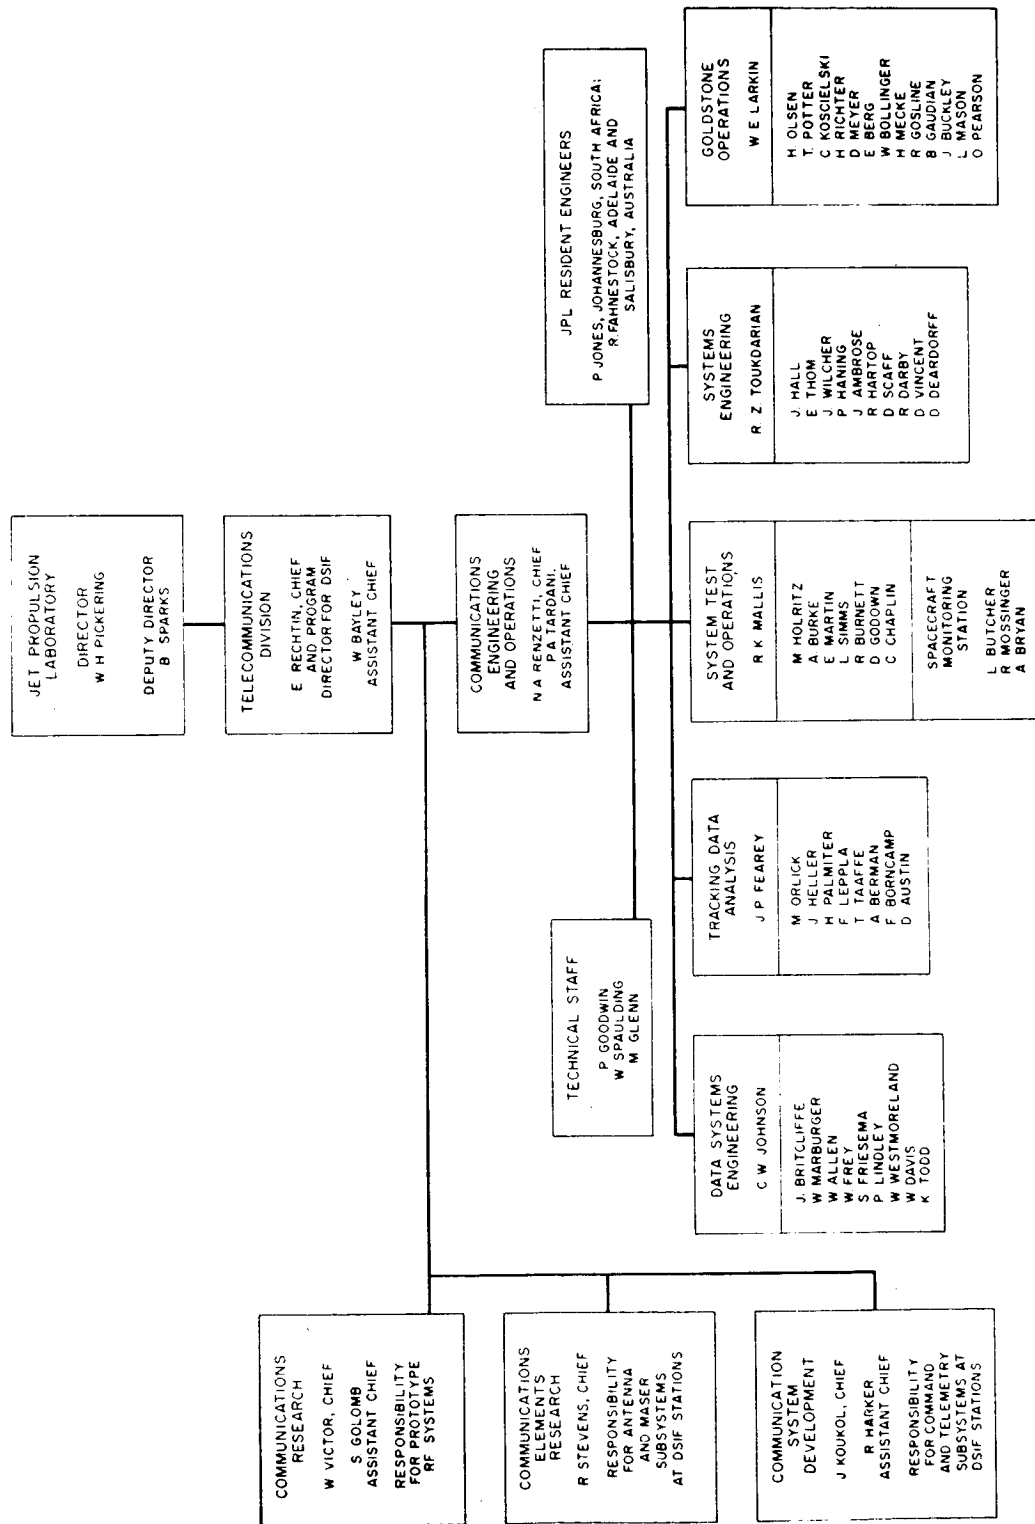 JET PROPULSION
LABORATORY
DIRECTOR
W H PICKERING
DEPUTY DIRECTOR
B SPARKS
TELECOMMUNICATIONS
DIVISION
E RECHTIN, CHIEF
AND PROGRAM
DIRECTOR FOR DSIF
W BAYLEY
ASSISTANT CHIEF
COMMUNICATIONS
RESEARCH
W VICTOR, CHIEF
S GOLOMB
ASSISTANT CHIEF
RESPONSIBILITY
FOR PROTOTYPE
RF SYSTEMS
COMMUNICATIONS
ELEMENTS
RESEARCH
R STEVENS, CHIEF
RESPONSIBILITY
FOR ANTENNA
AND MASER
SUBSYSTEMS
AT DSIF STATIONS
COMMUNICATION
SYSTEM
DEVELOPMENT
J KOUKOL, CHIEF
R HARKER
ASSISTANT CHIEF
RESPONSIBILITY
FOR COMMAND
AND TELEMETRY
SUBSYSTEMS AT
DSIF STATIONS
COMMUNICATIONS
ENGINEERING
AND OPERATIONS
N A RENZETTI, CHIEF
P A TARDANI,
ASSISTANT CHIEF
TECHNICAL STAFF
P GOODWIN
W SPAULDING
M GLENN
JPL RESIDENT ENGINEERS
P JONES, JOHANNESBURG, SOUTH AFRICA;
R. FAHNESTOCK, ADELAIDE AND
SALISBURY, AUSTRALIA
DATA SYSTEMS
ENGINEERING
C W JOHNSON
J. BRITCLIFFE
W MARBURGER
W ALLEN
W FREY
S FRIESEMA
P LINDLEY
W WESTMORELAND
W DAVIS
K TODD
TRACKING DATA
ANALYSIS
J P FEAREY
M ORLICK
J HELLER
H PALMITER
F LEPPLA
T TAAFFE
A BERMAN
F BORNCAMP
D AUSTIN
SYSTEM TEST
AND OPERATIONS
R K MALLIS
M HOLRITZ
A BURKE
E MARTIN
L SIMMS
R BURNETT
D GODOWN
C CHAPLIN
SPACECRAFT
MONITORING
STATION
L BUTCHER
R MOSSINGER
A BRYAN
SYSTEMS
ENGINEERING
R. Z. TOUKDARIAN
J. HALL
E THOM
J WILCHER
P HANING
J AMBROSE
R HARTOP
D SCAFF
R DARBY
D VINCENT
D DEARDORFF
GOLDSTONE
OPERATIONS
W E LARKIN
H OLSEN
T. POTTER
C KOSCIELSKI
H RICHTER
D MEYER
E BERG
W BOLLINGER
H MECKE
R GOSLINE
B GAUDIAN
J BUCKLEY
L MASON
O PEARSON